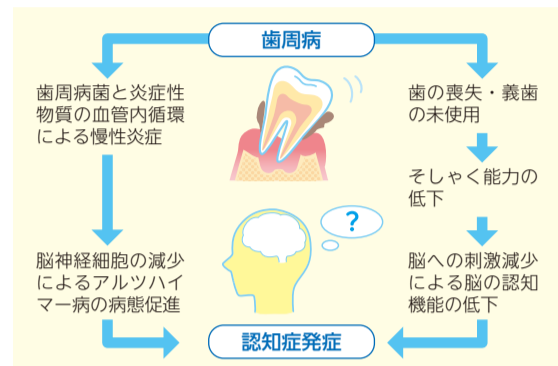 歯周病
歯周病菌と炎症性
物質の血管内循環
による慢性炎症
脳神経細胞の減少
によるアルツハイ
マー病の病態促進
歯の喪失・義歯
の未使用
そしゃく能力の
低下
脳への刺激減少
による脳の認知
機能の低下
?
認知症発症